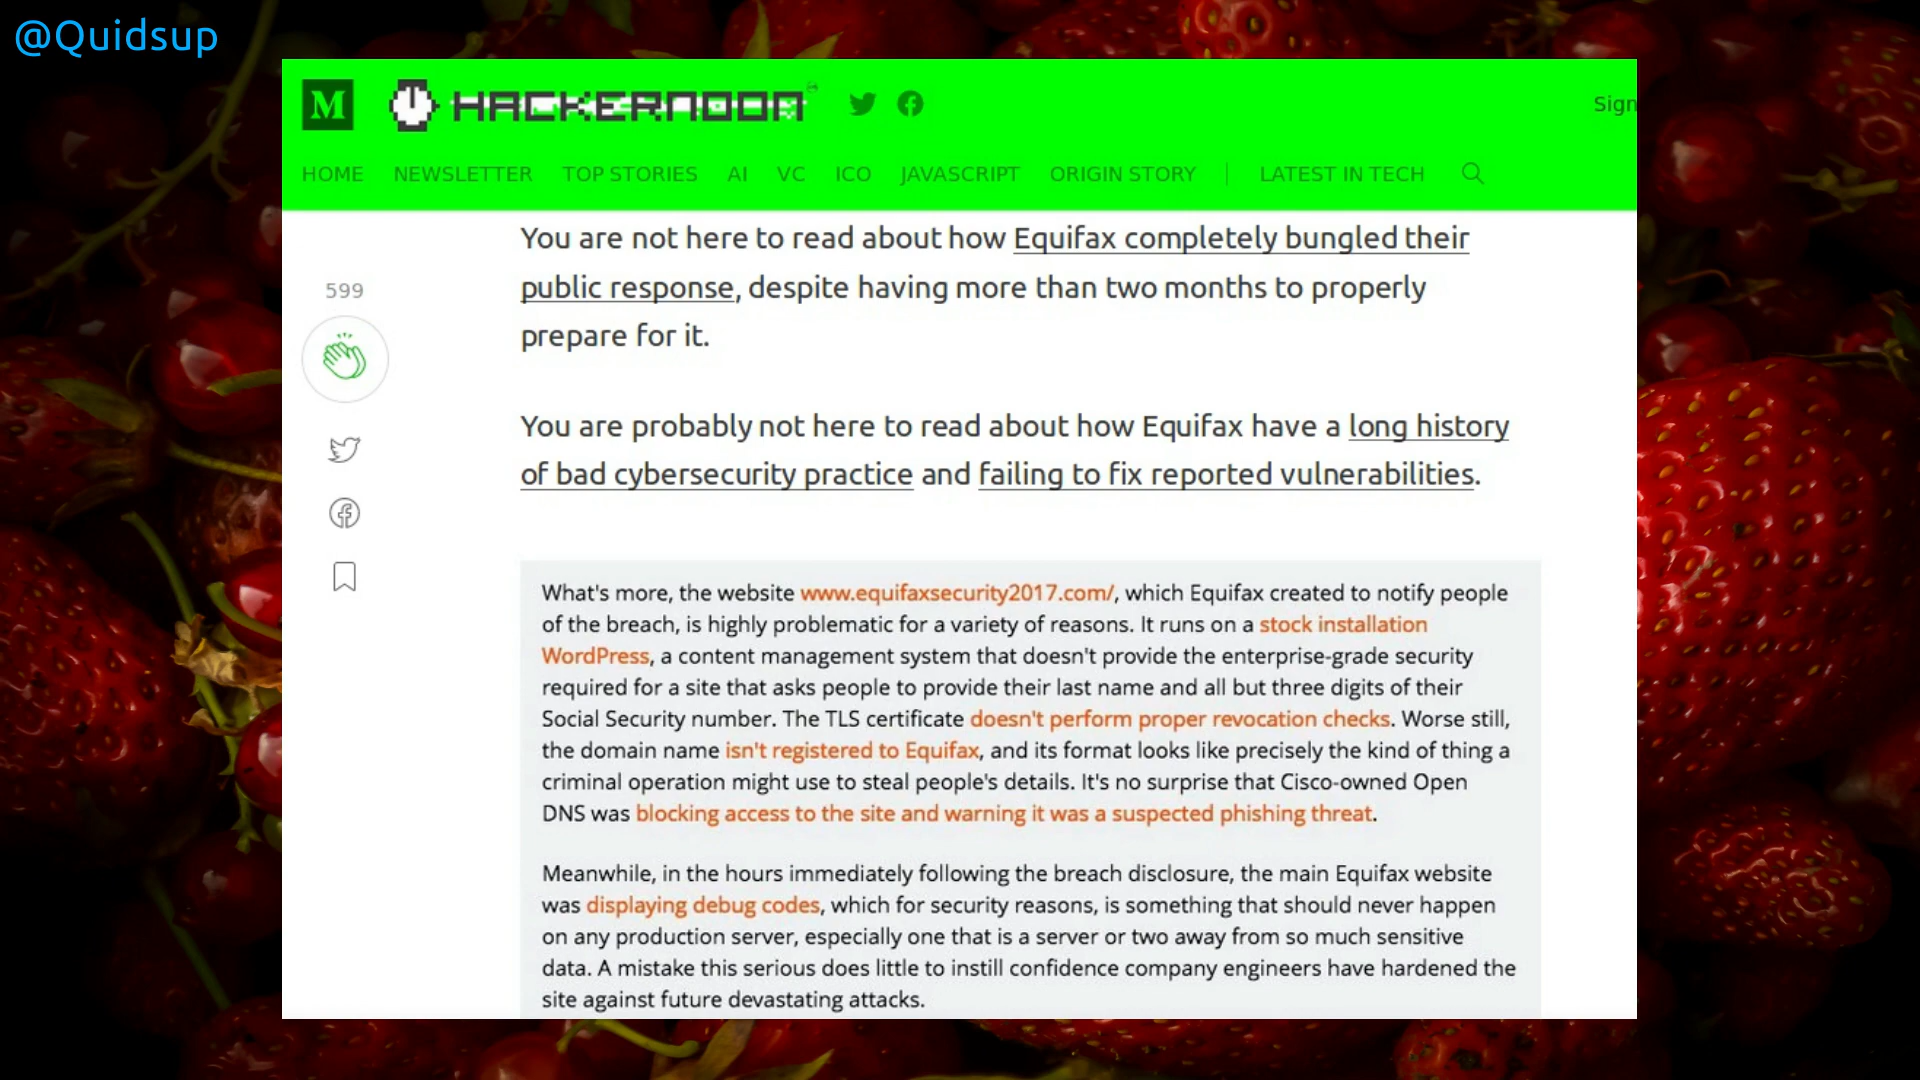 @Quidsup
M HACKERNOON Sign
HOME NEWSLETTER TOP STORIES AI VC ICO JAVASCRIPT ORIGIN STORY | LATEST IN TECH
You are not here to read about how Equifax completely bungled their
public response, despite having more than two months to properly
prepare for it.
599
You are probably not here to read about how Equifax have a long history
of bad cybersecurity practice and failing to fix reported vulnerabilities.
What's more, the website www.equifaxsecurity2017.com/, which Equifax created to notify people
of the breach, is highly problematic for a variety of reasons. It runs on a stock installation
WordPress, a content management system that doesn't provide the enterprise-grade security
required for a site that asks people to provide their last name and all but three digits of their
Social Security number. The TLS certificate doesn't perform proper revocation checks. Worse still,
the domain name isn't registered to Equifax, and its format looks like precisely the kind of thing a
criminal operation might use to steal people's details. It's no surprise that Cisco-owned Open
DNS was blocking access to the site and warning it was a suspected phishing threat.
Meanwhile, in the hours immediately following the breach disclosure, the main Equifax website
was displaying debug codes, which for security reasons, is something that should never happen
on any production server, especially one that is a server or two away from so much sensitive
data. A mistake this serious does little to instill confidence company engineers have hardened the
site against future devastating attacks.